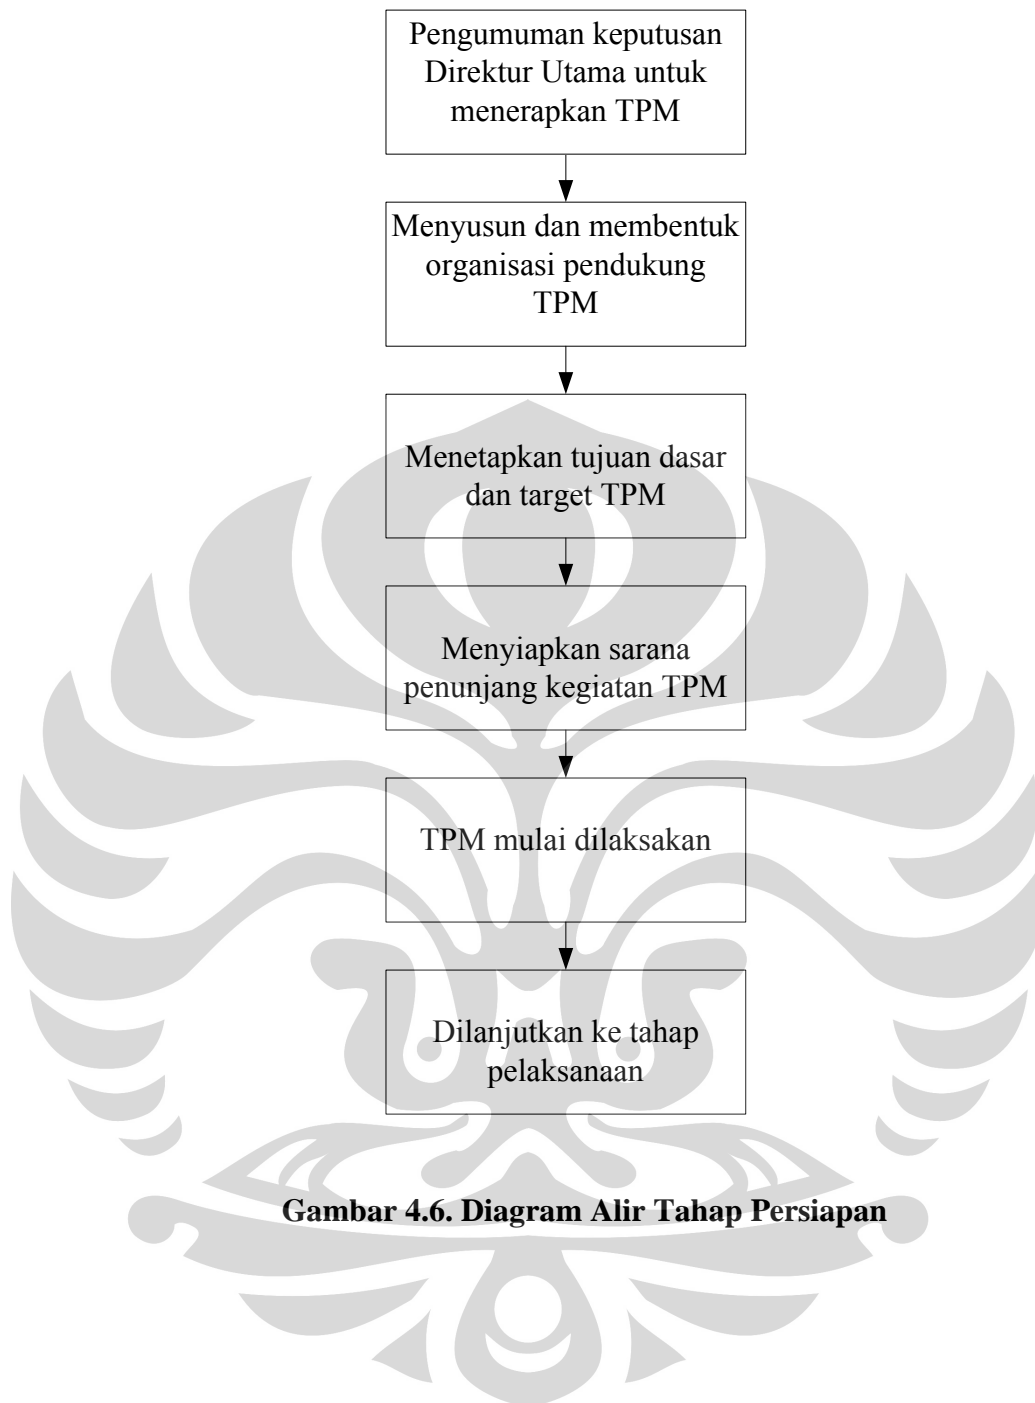 Pengumuman keputusan
Direktur Utama untuk
menerapkan TPM
Menyusun dan membentuk
organisasi pendukung
TPM
Menetapkan tujuan dasar
dan target TPM
Menyiapkan sarana
penunjang kegiatan TPM
TPM mulai dilaksakan
Dilanjutkan ke tahap
pelaksanaan
Gambar 4.6. Diagram Alir Tahap Persiapan